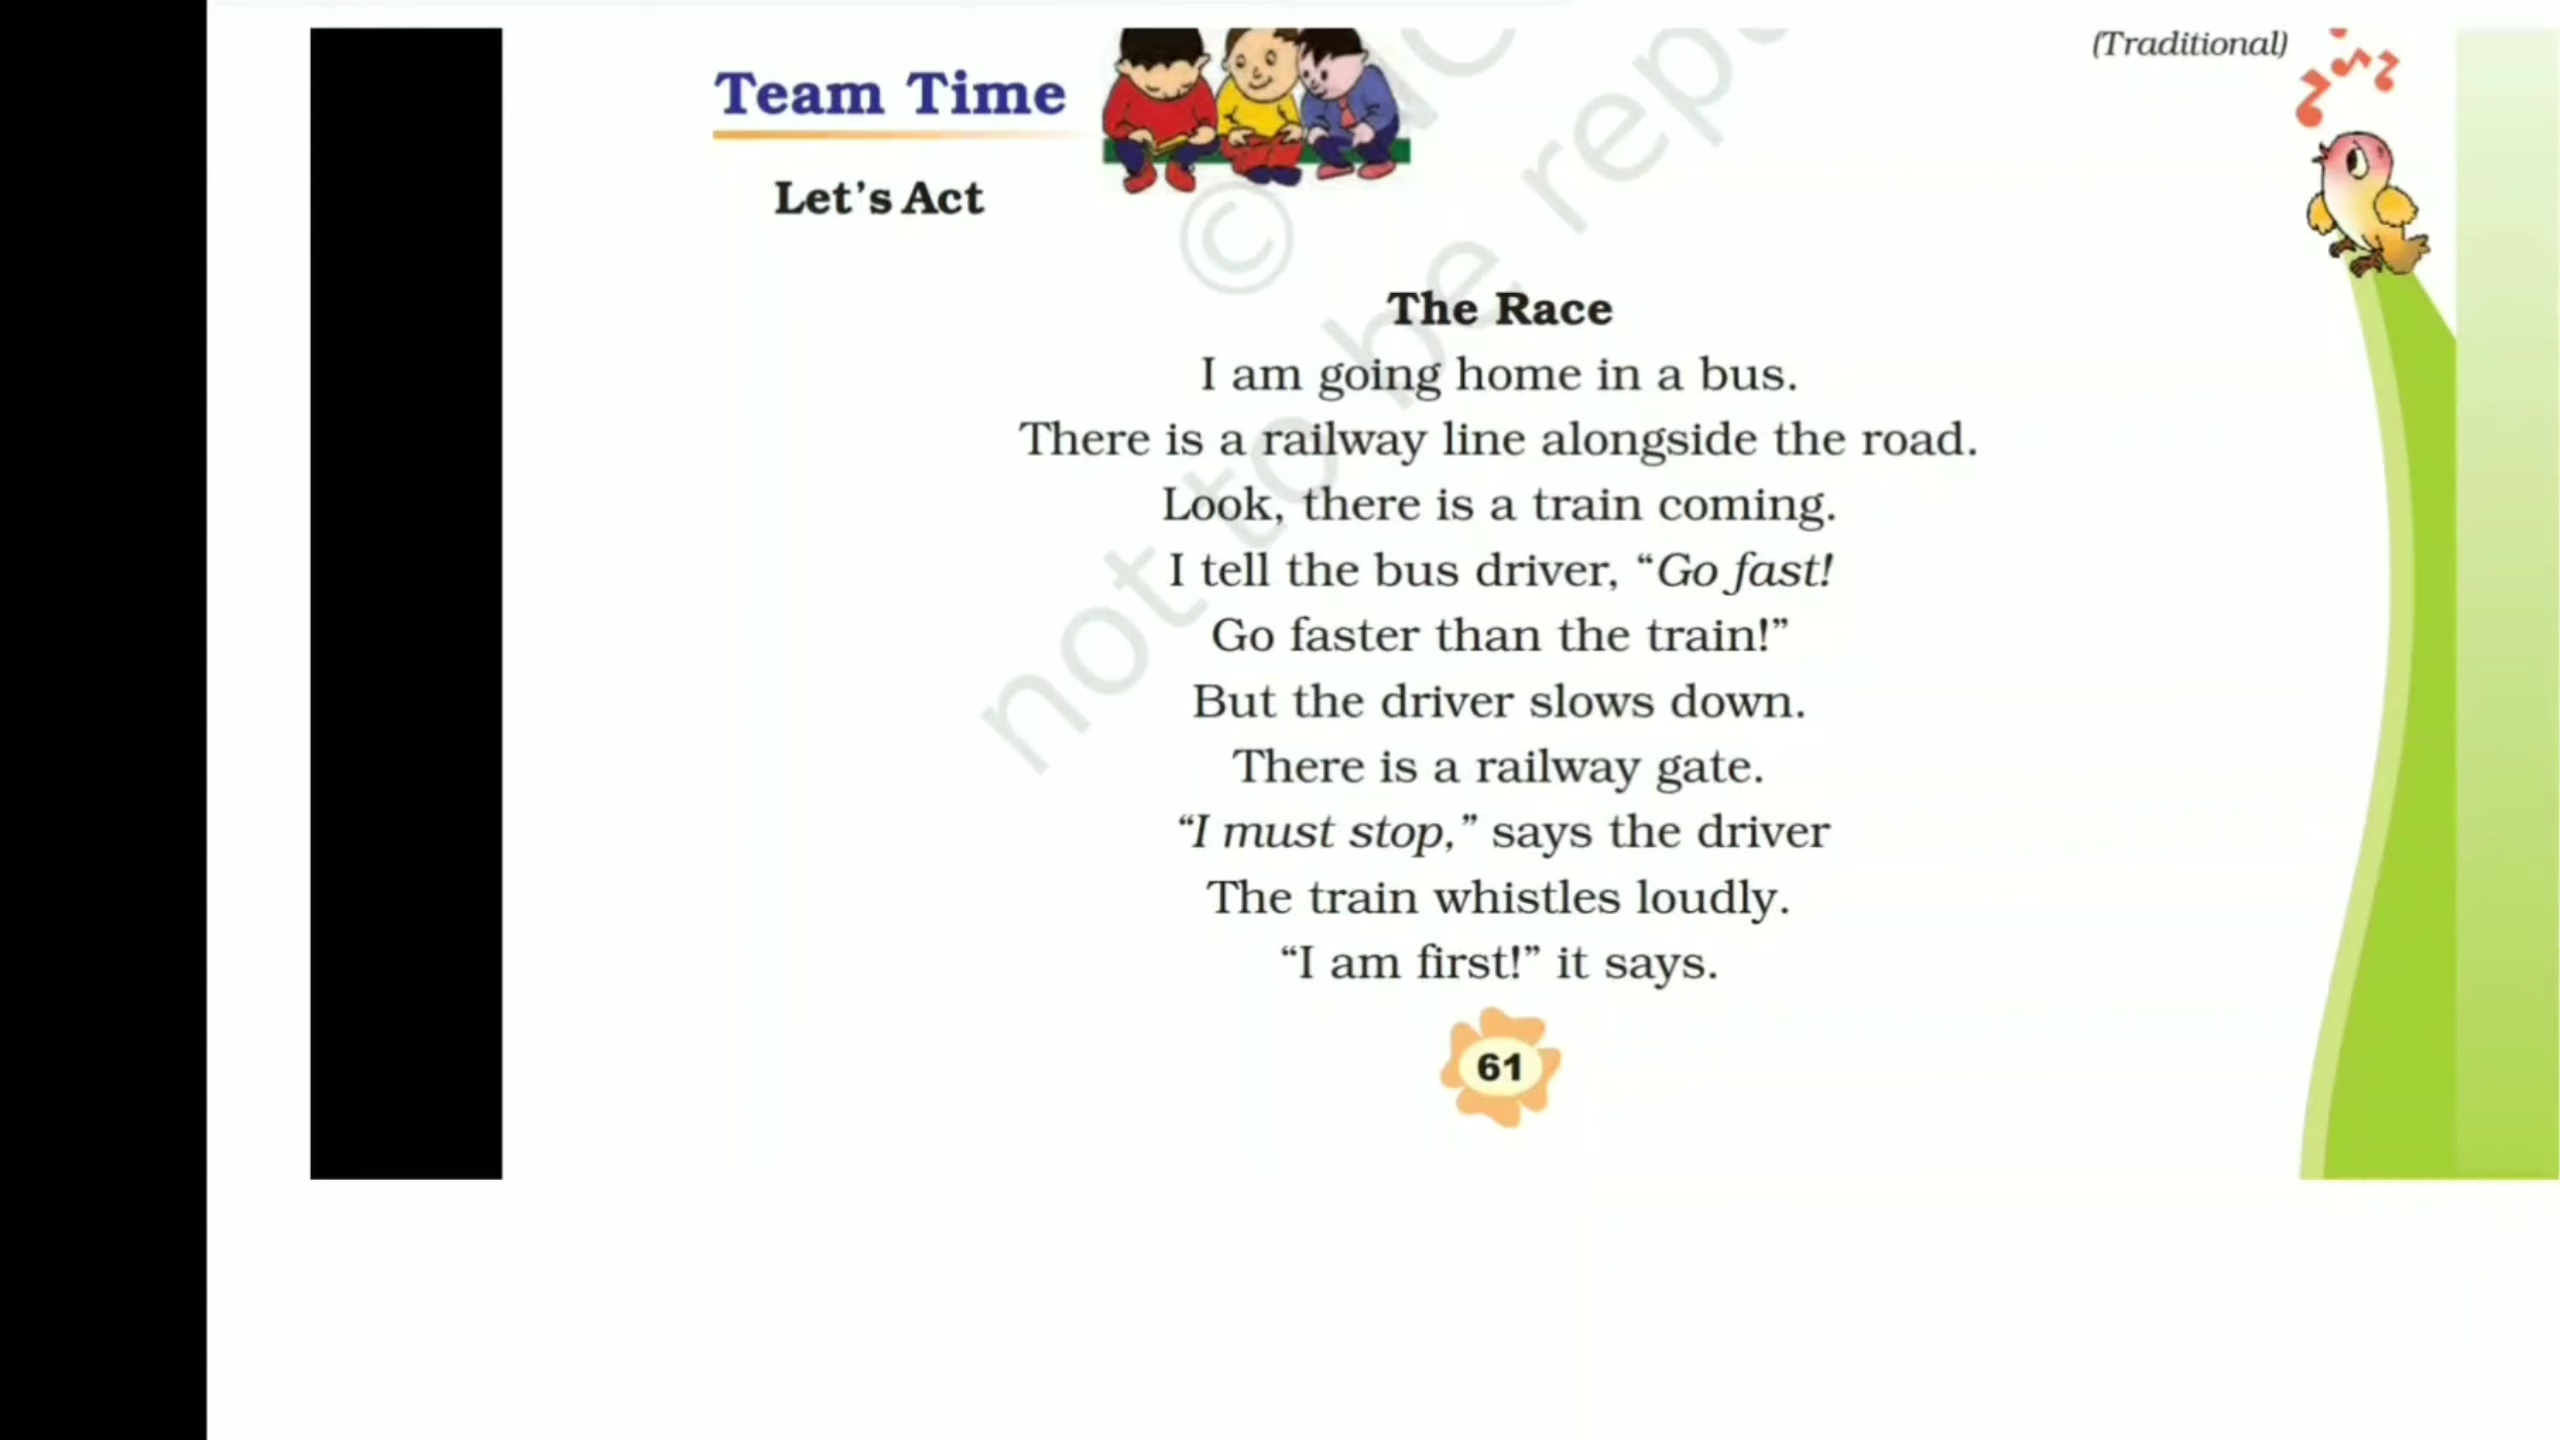 (Traditional)
Team Time
Let's Act
The Race
I am going home in a bus.
There is a railway line alongside the road.
Look, there is a train coming.
I tell the bus driver, “Go fast!
Go faster than the train!”
But the driver slows down.
There is a railway gate.
“I must stop,” says the driver
The train whistles loudly.
“I am first!” it says.
61
©
not to be